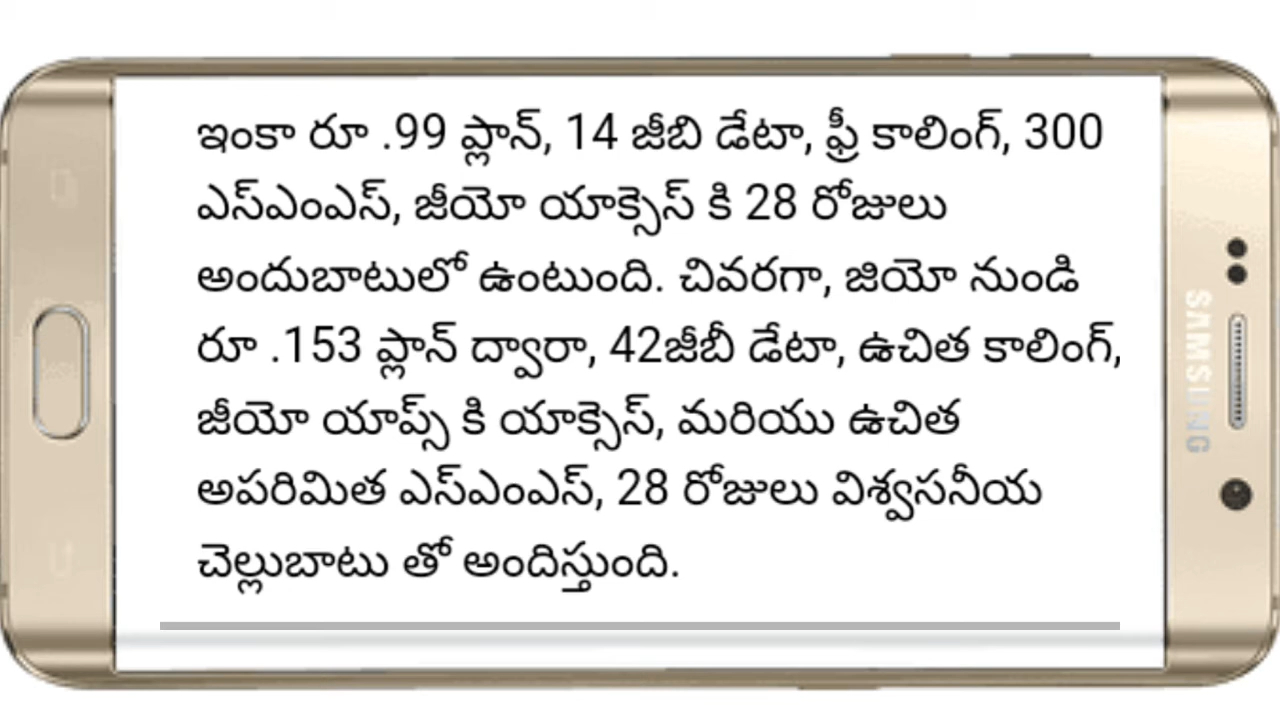 ఇంకా రూ .99 ప్లాన్, 14 జీబి డేటా, ఫ్రీ కాలింగ్, 300
ఎస్ఎంఎస్, జీయో యాక్సెస్ కి 28 రోజులు
అందుబాటులో ఉంటుంది. చివరగా, జియో నుండి
రూ .153 ప్లాన్ ద్వారా, 42జీబీ డేటా, ఉచిత కాలింగ్,
జీయో యాప్స్ కి యాక్సెస్, మరియు ఉచిత
అపరిమిత ఎస్ఎంఎస్, 28 రోజులు విశ్వసనీయ
చెల్లుబాటు తో అందిస్తుంది.
SAMSUNG